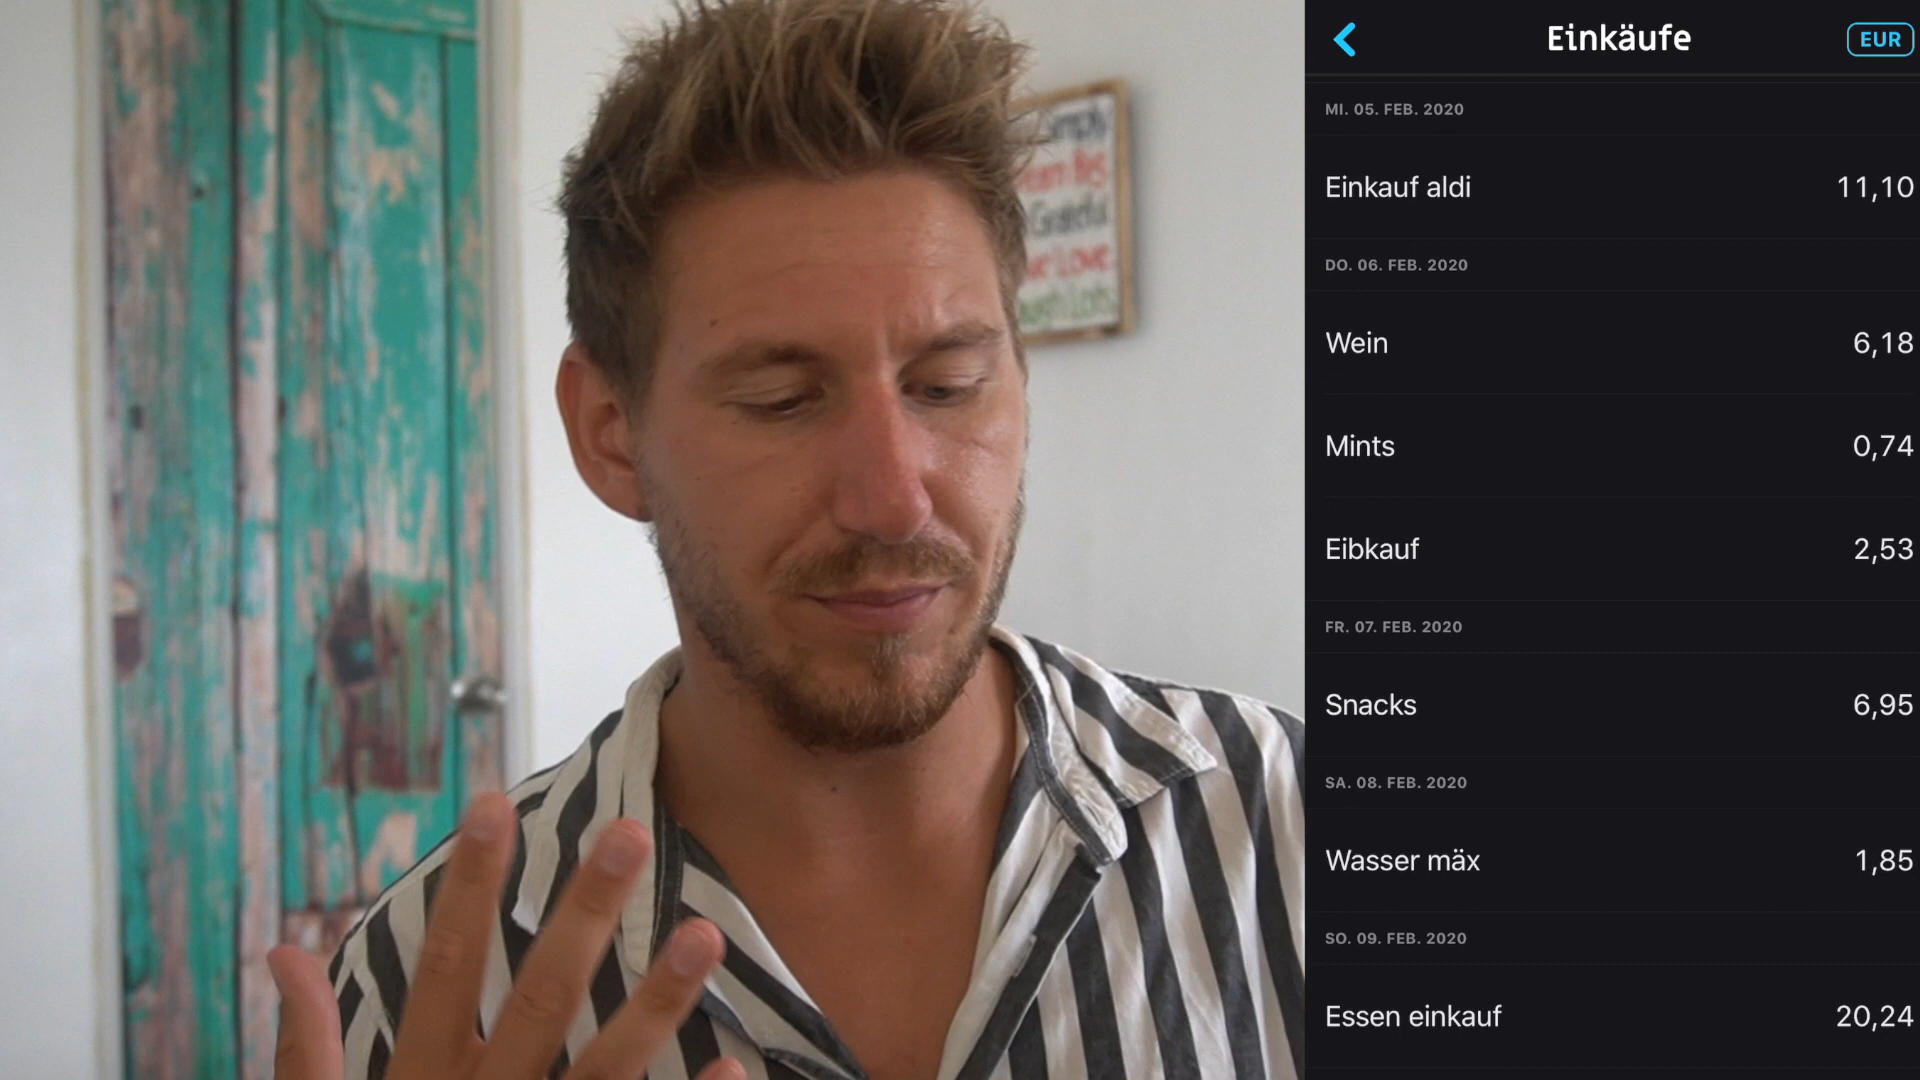 Einkäufe
EUR
MI. 05. FEB. 2020
Einkauf aldi 11,10
DO. 06. FEB. 2020
Wein 6,18
Mints 0,74
Eibkauf 2,53
FR. 07. FEB. 2020
Snacks 6,95
SA. 08. FEB. 2020
Wasser mäx 1,85
SO. 09. FEB. 2020
Essen einkauf 20,24
Grateful
Love